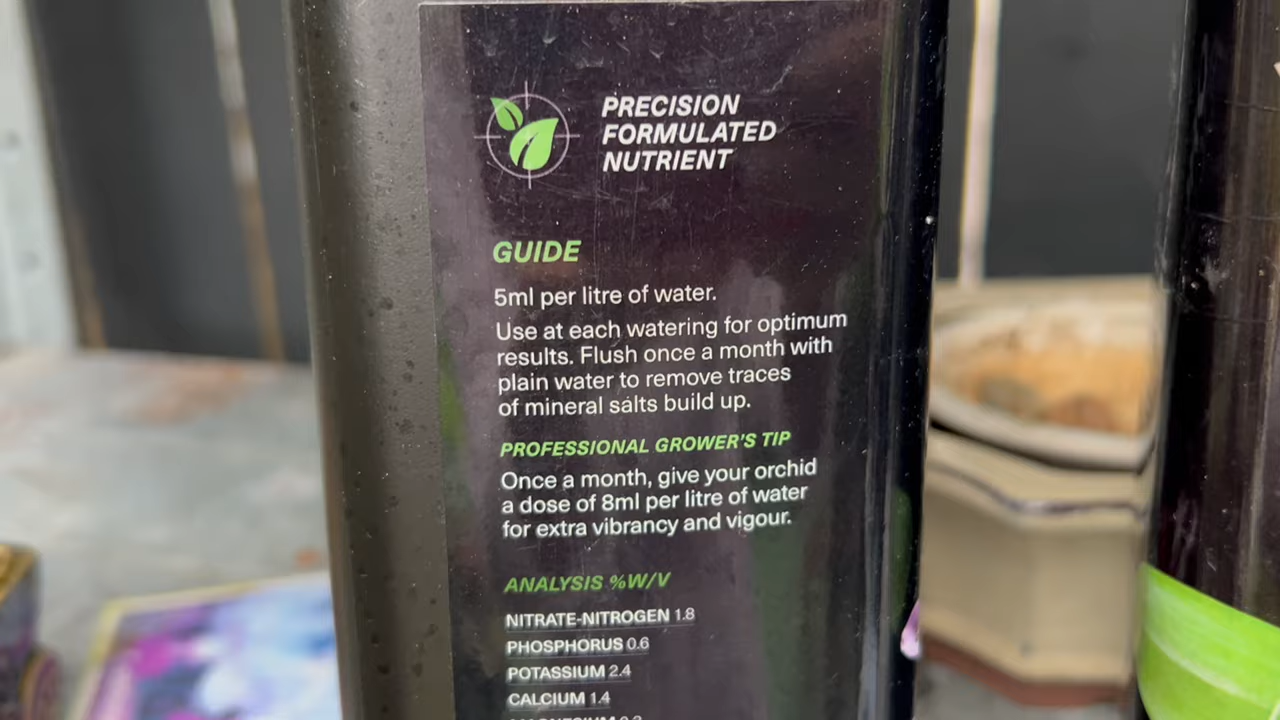 PRECISION
FORMULATED
NUTRIENT
GUIDE
5ml per litre of water.
Use at each watering for optimum
results. Flush once a month with
plain water to remove traces
of mineral salts build up.
PROFESSIONAL GROWER'S TIP
Once a month, give your orchid
a dose of 8ml per litre of water
for extra vibrancy and vigour.
ANALYSIS %W/V
NITRATE-NITROGEN 1.8
PHOSPHORUS 0.6
POTASSIUM 2.4
CALCIUM 1.4